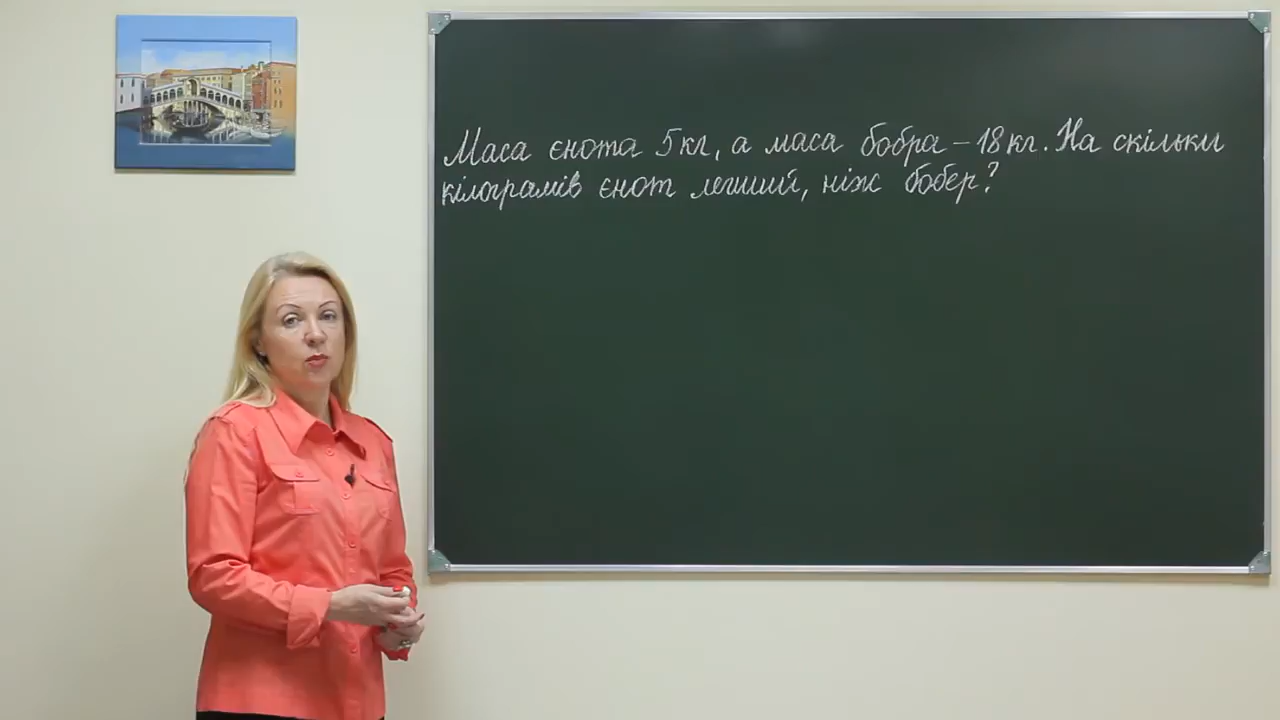 Маса єнота 5 кг, а маса бобра – 18 кг. На скільки
кілограмів єнот легший, ніж бобер?